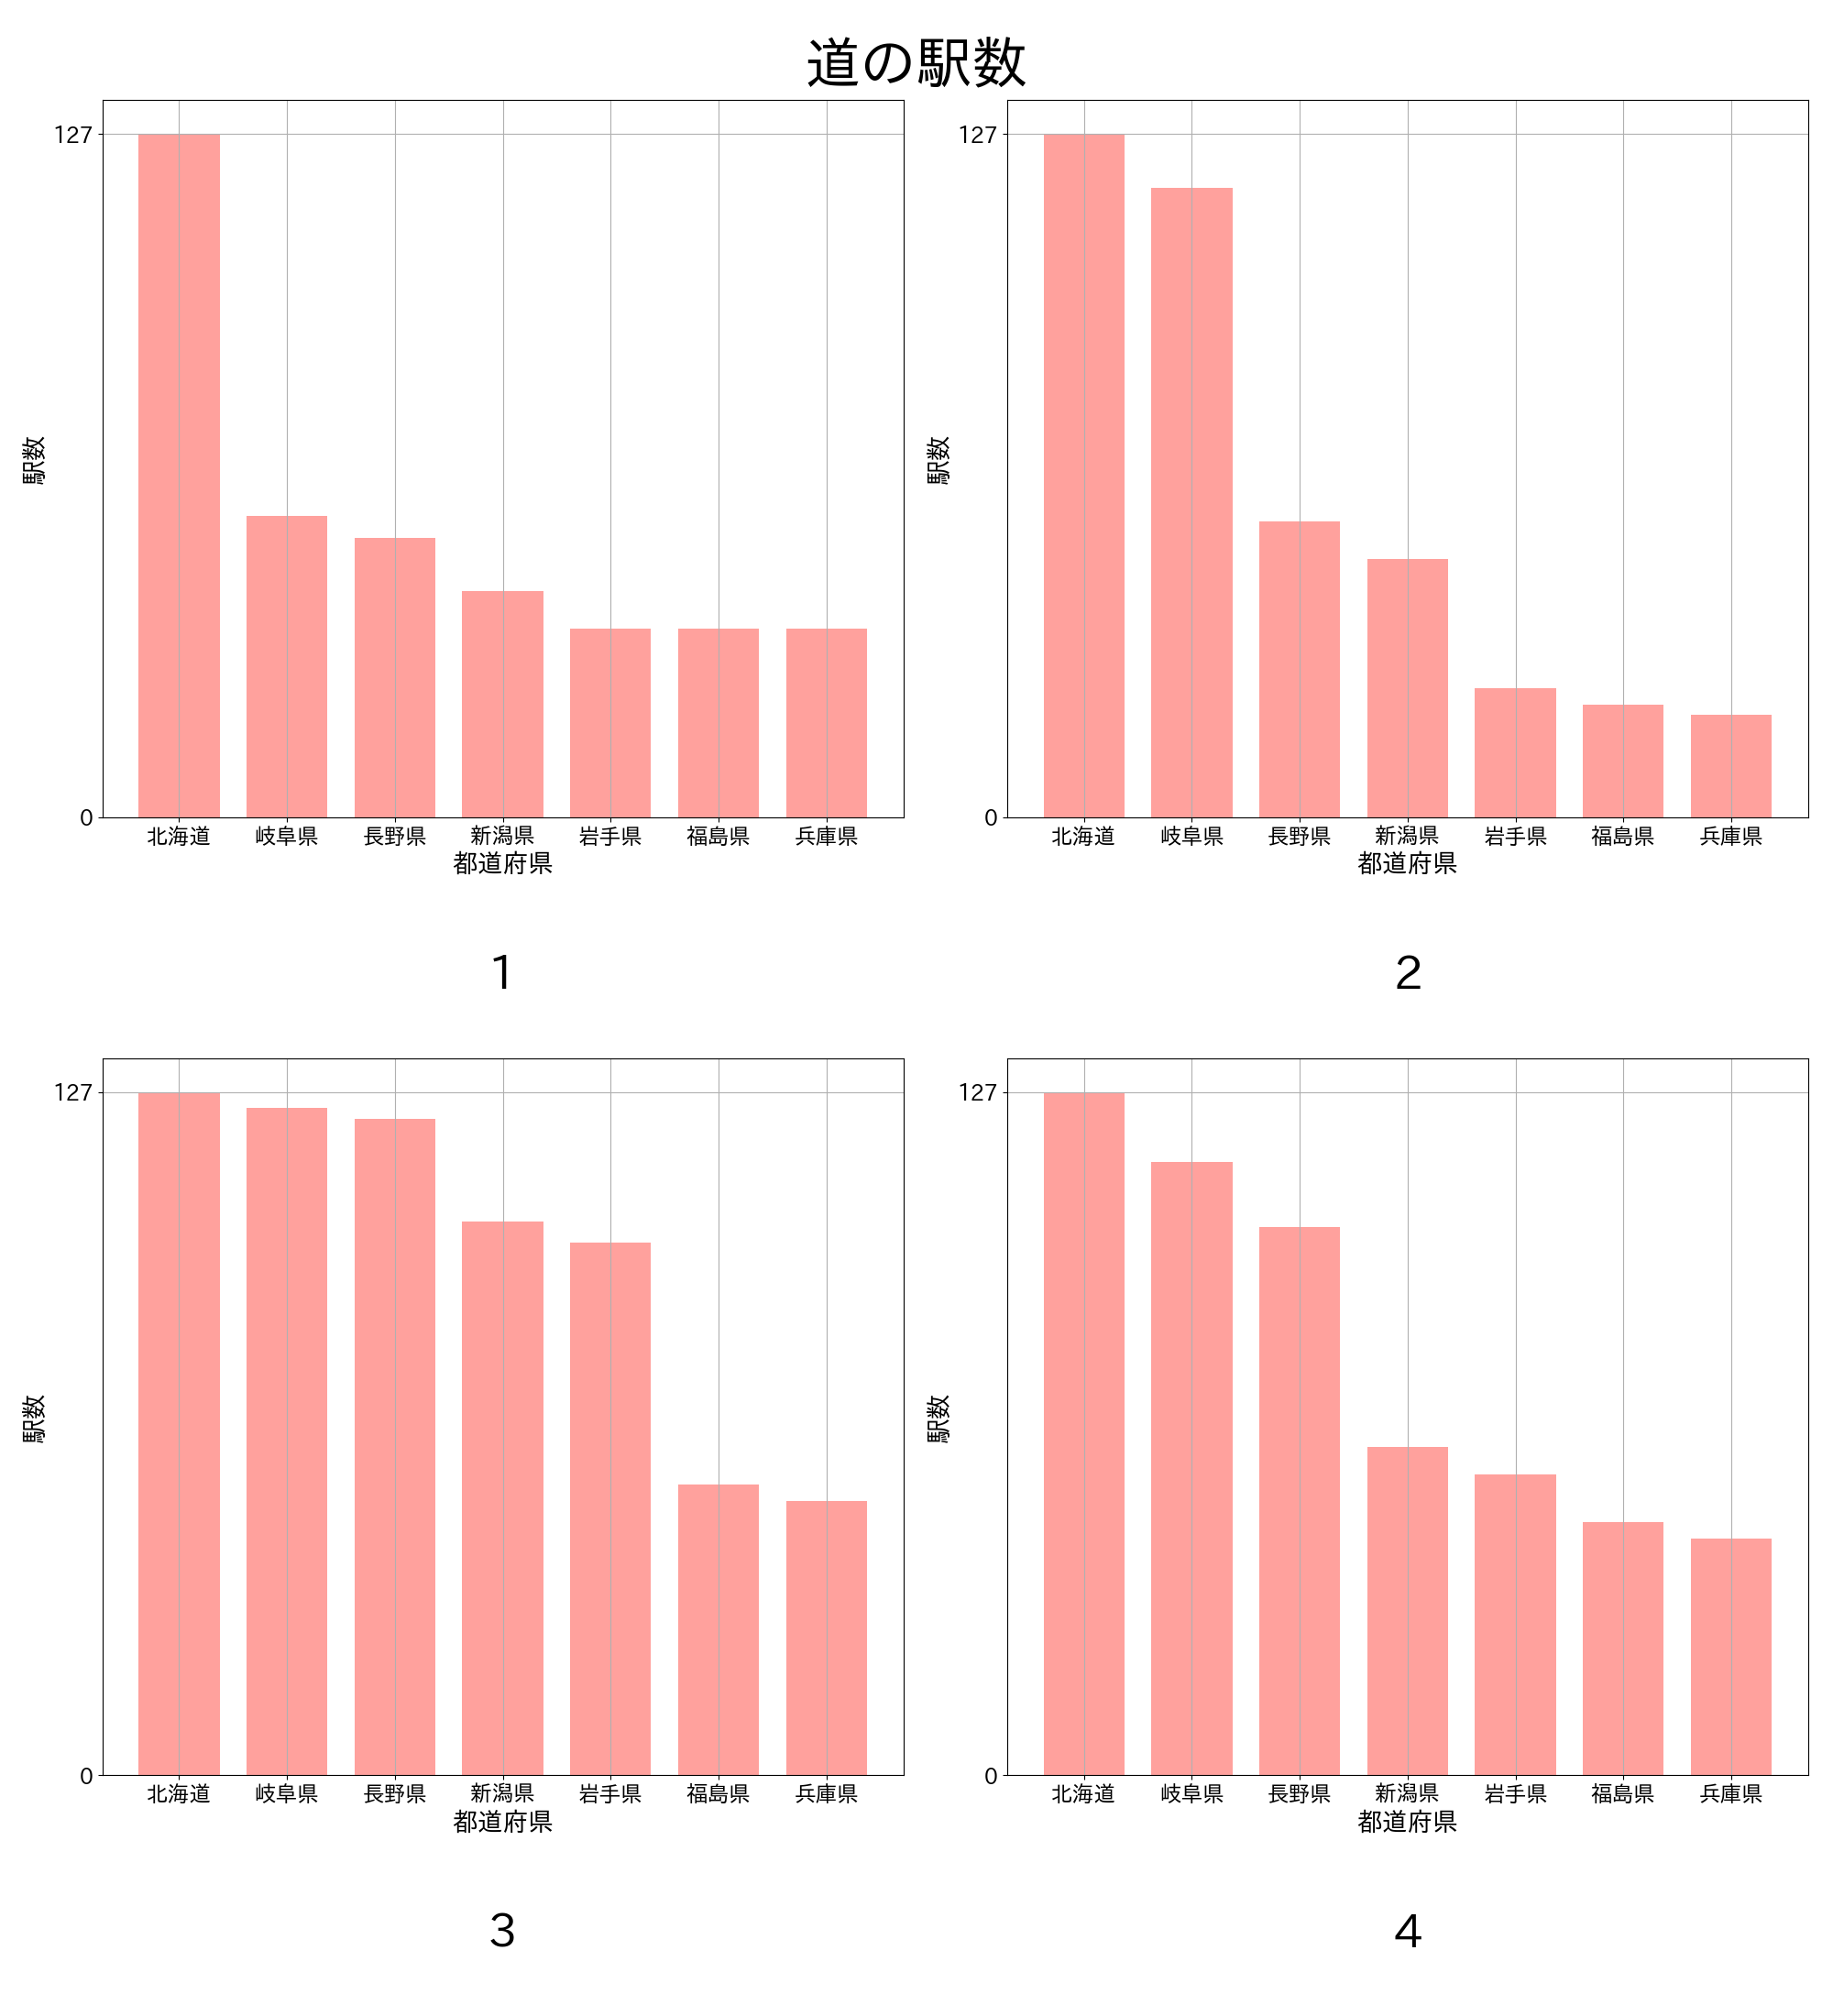 道の駅数
127
0
駅数
北海道 岐阜県 長野県 新潟県 岩手県 福島県 兵庫県
都道府県
1
127
0
駅数
北海道 岐阜県 長野県 新潟県 岩手県 福島県 兵庫県
都道府県
2
127
0
駅数
北海道 岐阜県 長野県 新潟県 岩手県 福島県 兵庫県
都道府県
3
127
0
駅数
北海道 岐阜県 長野県 新潟県 岩手県 福島県 兵庫県
都道府県
4